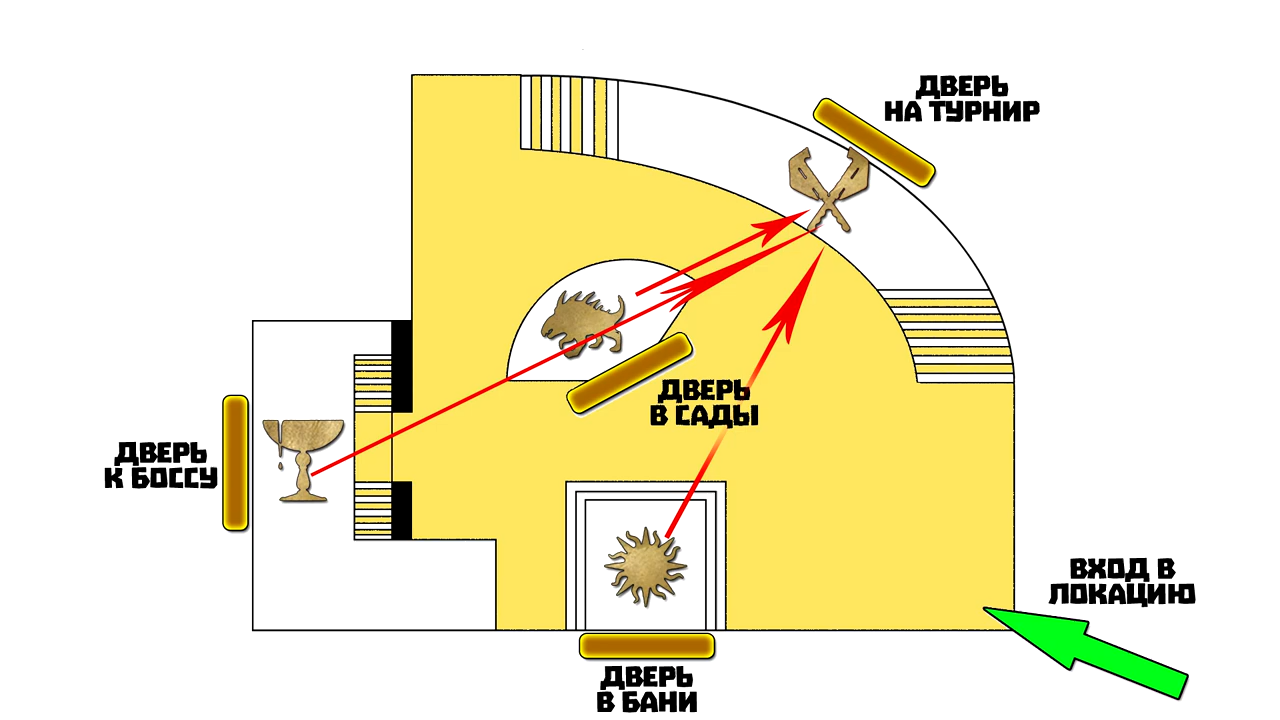 ДВЕРЬ
НА ТУРНИР
ДВЕРЬ
В САДЫ
ДВЕРЬ
К БОССУ
ВХОД В
ЛОКАЦИЮ
ДВЕРЬ
В БАНИ